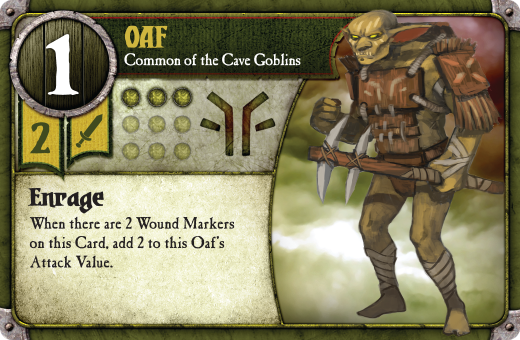 1
OAF
Common of the Cave Goblins
2
Enrage
When there are 2 Wound Markers
on this Card, add 2 to this Oaf's
Attack Value.